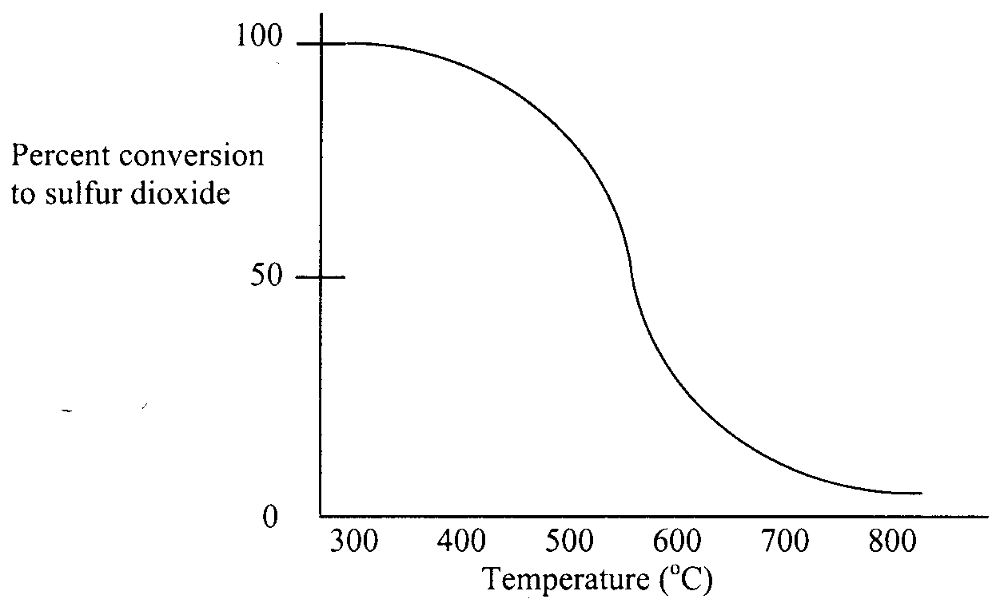 100
Percent conversion
to sulfur dioxide
50
0
300 400 500 600 700 800
Temperature (°C)